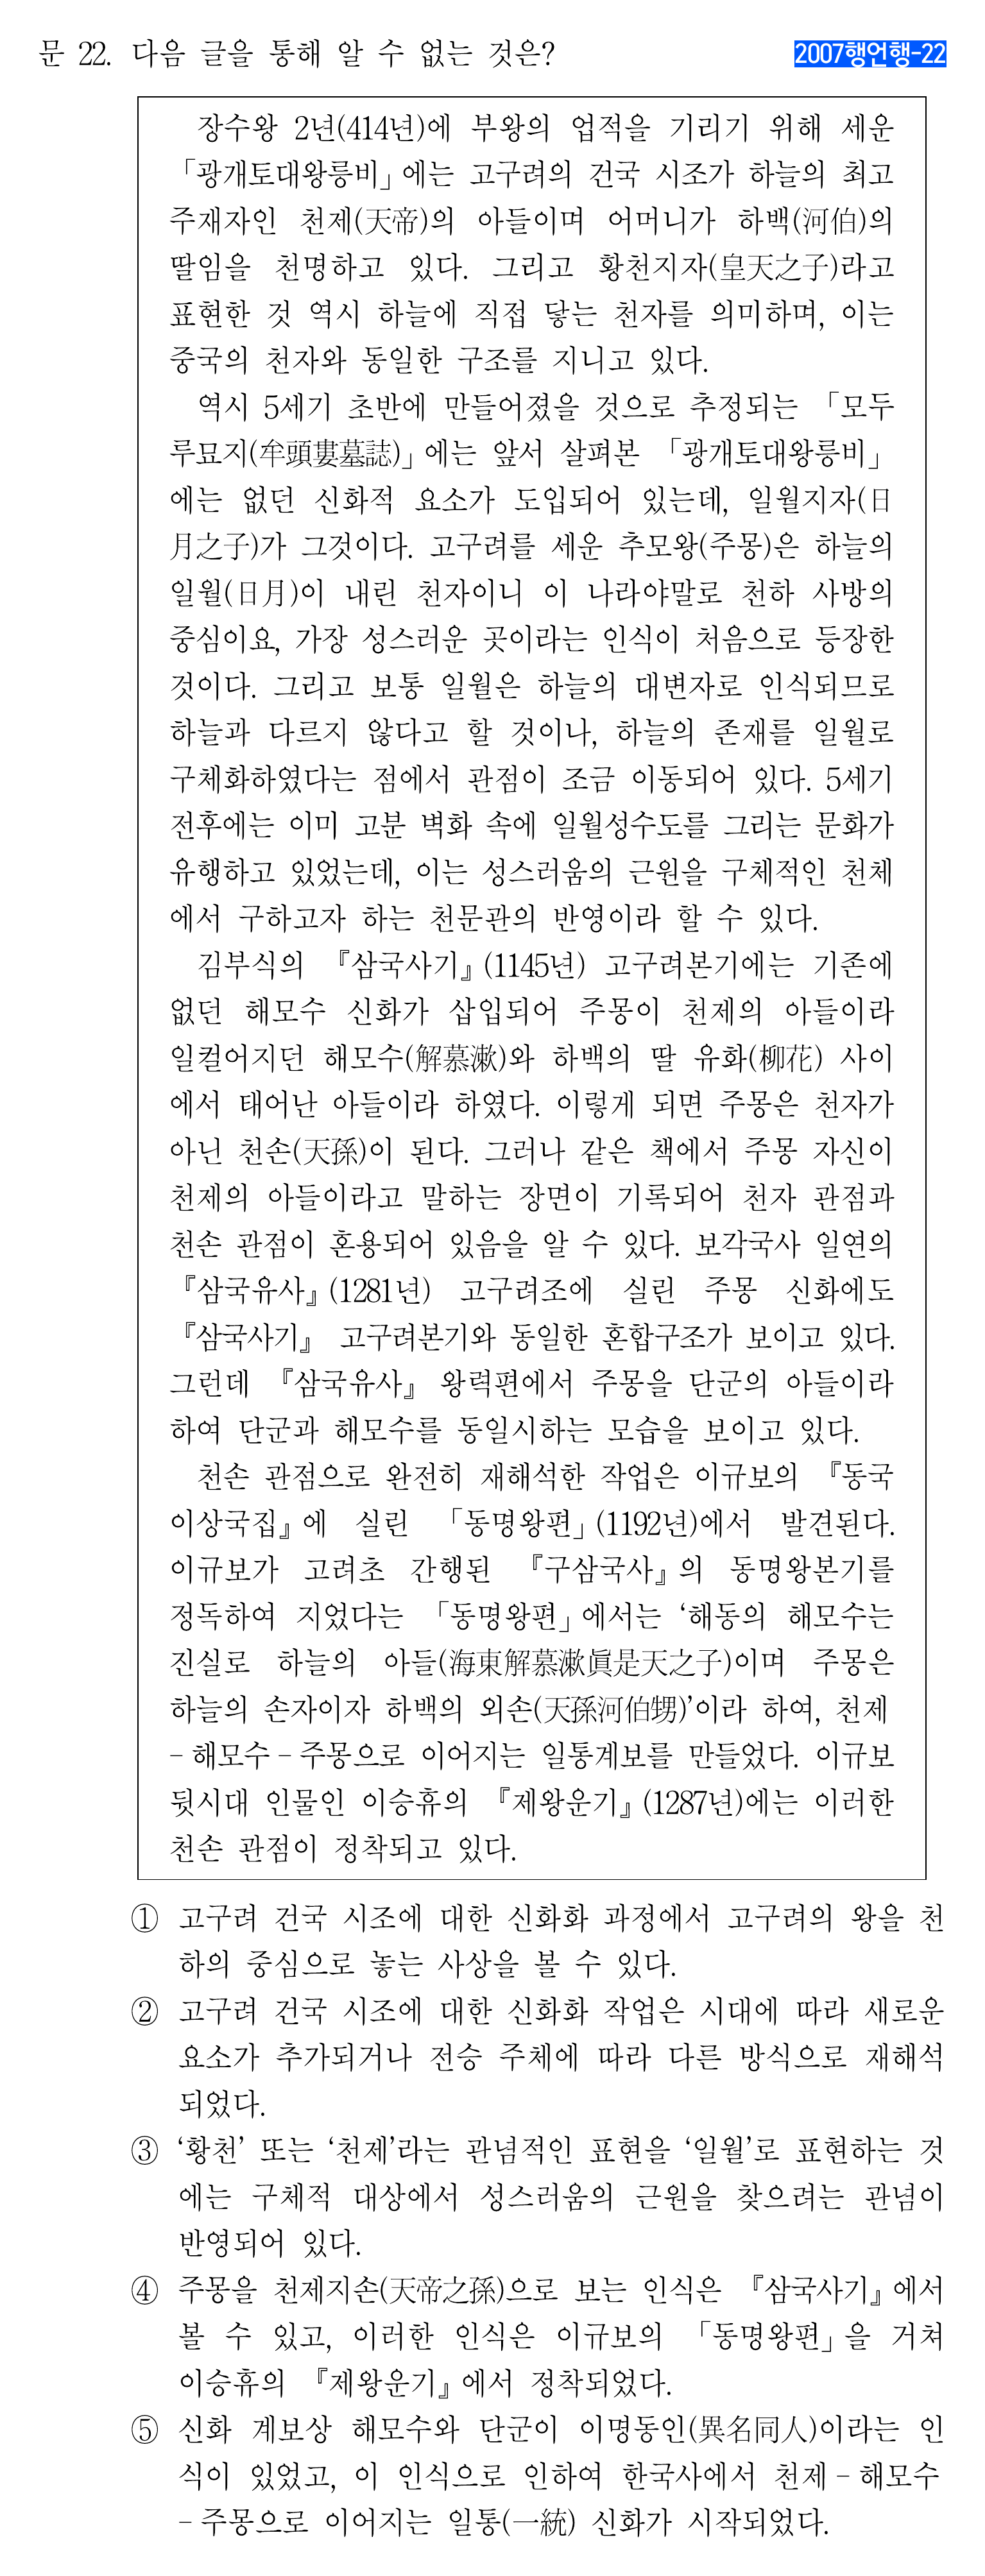 문 22. 다음 글을 통해 알 수 없는 것은?
2007행언행-22
장수왕 2년(414년)에 부왕의 업적을 기리기 위해 세운
「광개토대왕릉비」에는 고구려의 건국 시조가 하늘의 최고
주재자인 천제(天帝)의 아들이며 어머니가 하백(河伯)의
딸임을 천명하고 있다. 그리고 황천지자(皇天之子)라고
표현한 것 역시 하늘에 직접 닿는 천자를 의미하며, 이는
중국의 천자와 동일한 구조를 지니고 있다.
역시 5세기 초반에 만들어졌을 것으로 추정되는 「모두
루묘지(牟頭婁墓誌)」에는 앞서 살펴본 「광개토대왕릉비」
에는 없던 신화적 요소가 도입되어 있는데, 일월지자(日
月之子)가 그것이다. 고구려를 세운 추모왕(주몽)은 하늘의
일월(日月)이 내린 천자이니 이 나라야말로 천하 사방의
중심이요, 가장 성스러운 곳이라는 인식이 처음으로 등장한
것이다. 그리고 보통 일월은 하늘의 대변자로 인식되므로
하늘과 다르지 않다고 할 것이나, 하늘의 존재를 일월로
구체화하였다는 점에서 관점이 조금 이동되어 있다. 5세기
전후에는 이미 고분 벽화 속에 일월성수도를 그리는 문화가
유행하고 있었는데, 이는 성스러움의 근원을 구체적인 천체
에서 구하고자 하는 천문관의 반영이라 할 수 있다.
김부식의 『삼국사기』(1145년) 고구려본기에는 기존에
없던 해모수 신화가 삽입되어 주몽이 천제의 아들이라
일컬어지던 해모수(解慕漱)와 하백의 딸 유화(柳花) 사이
에서 태어난 아들이라 하였다. 이렇게 되면 주몽은 천자가
아닌 천손(天孫)이 된다. 그러나 같은 책에서 주몽 자신이
천제의 아들이라고 말하는 장면이 기록되어 천자 관점과
천손 관점이 혼용되어 있음을 알 수 있다. 보각국사 일연의
『삼국유사』(1281년) 고구려조에 실린 주몽 신화에도
『삼국사기』 고구려본기와 동일한 혼합구조가 보이고 있다.
그런데 『삼국유사』 왕력편에서 주몽을 단군의 아들이라
하여 단군과 해모수를 동일시하는 모습을 보이고 있다.
천손 관점으로 완전히 재해석한 작업은 이규보의 『동국
이상국집』에 실린 「동명왕편」(1192년)에서 발견된다.
이규보가 고려초 간행된 『구삼국사』의 동명왕본기를
정독하여 지었다는 「동명왕편」에서는 ‘해동의 해모수는
진실로 하늘의 아들(海東解慕漱眞是天之子)이며 주몽은
하늘의 손자이자 하백의 외손(天孫河伯甥)’이라 하여, 천제
-해모수-주몽으로 이어지는 일통계보를 만들었다. 이규보
뒷시대 인물인 이승휴의 『제왕운기』(1287년)에는 이러한
천손 관점이 정착되고 있다.
① 고구려 건국 시조에 대한 신화화 과정에서 고구려의 왕을 천
하의 중심으로 놓는 사상을 볼 수 있다.
② 고구려 건국 시조에 대한 신화화 작업은 시대에 따라 새로운
요소가 추가되거나 전승 주체에 따라 다른 방식으로 재해석
되었다.
③ ‘황천’ 또는 ‘천제’라는 관념적인 표현을 ‘일월’로 표현하는 것
에는 구체적 대상에서 성스러움의 근원을 찾으려는 관념이
반영되어 있다.
④ 주몽을 천제지손(天帝之孫)으로 보는 인식은 『삼국사기』에서
볼 수 있고, 이러한 인식은 이규보의 「동명왕편」을 거쳐
이승휴의 『제왕운기』에서 정착되었다.
⑤ 신화 계보상 해모수와 단군이 이명동인(異名同人)이라는 인
식이 있었고, 이 인식으로 인하여 한국사에서 천제-해모수
-주몽으로 이어지는 일통(一統) 신화가 시작되었다.